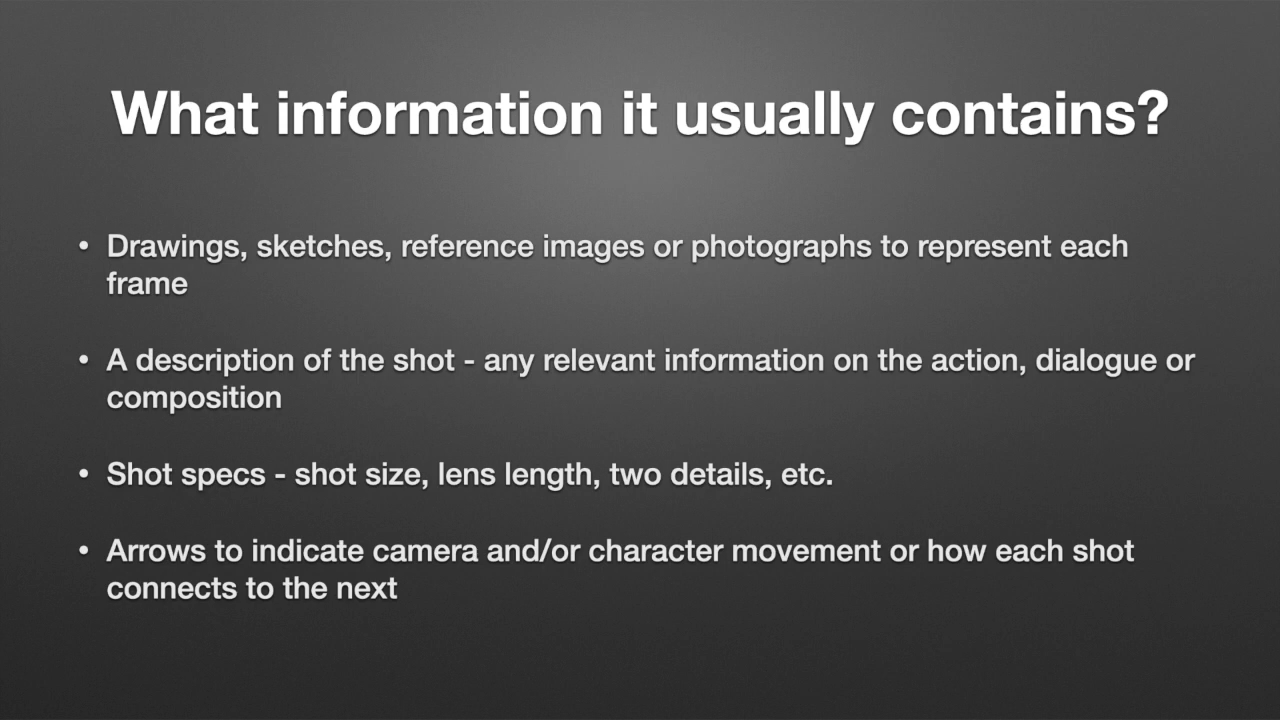 What information it usually contains?
• Drawings, sketches, reference images or photographs to represent each
frame
• A description of the shot - any relevant information on the action, dialogue or
composition
• Shot specs - shot size, lens length, two details, etc.
• Arrows to indicate camera and/or character movement or how each shot
connects to the next